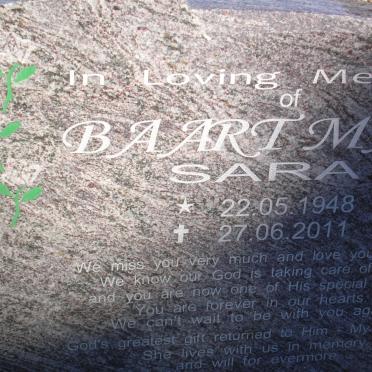 In Loving Me
of
BAARTMA
SARA
22 05 1948
27 06 2011
We miss you very much and love you
We know our God is taking care of
and you are now one of His special
You are forever in our hearts
We can't wait to be with you ag
God's greatest gift returned to Him My
She lives with us in memory
and will for evermore